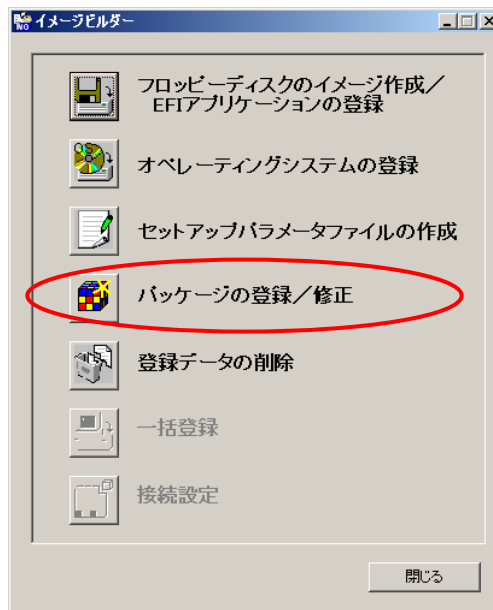 イメージビルダー
フロッピーディスクのイメージ作成／
EFIアプリケーションの登録
オペレーティングシステムの登録
セットアップパラメータファイルの作成
パッケージの登録／修正
登録データの削除
一括登録
接続設定
閉じる